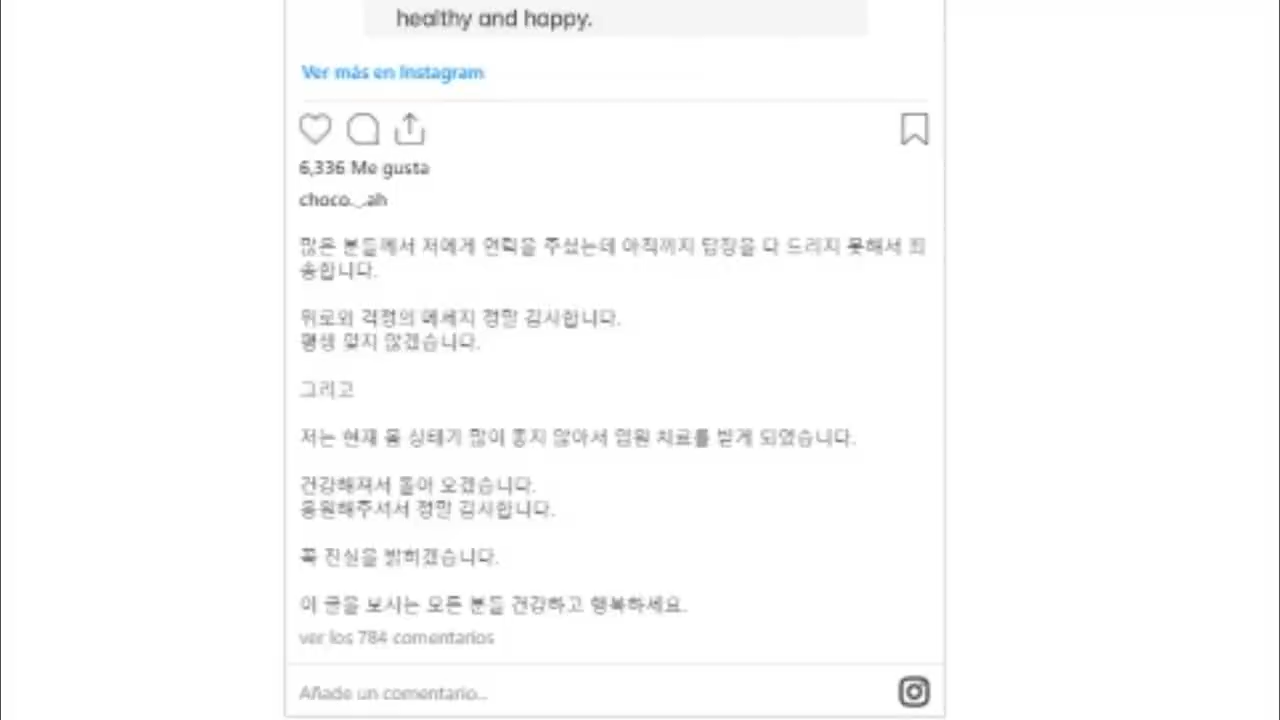 healthy and happy.
Ver más en Instagram
6,336 Me gusta
choco._.ah
많은 분들께서 저에게 연락을 주셨는데 아직까지 답장을 다 드리지 못해서 죄
송합니다.
위로와 걱정의 메세지 정말 감사합니다.
평생 잊지 않겠습니다.
그리고
저는 현재 몸 상태가 많이 좋지 않아서 입원 치료를 받게 되었습니다.
건강해져서 돌아 오겠습니다.
응원해주셔서 정말 감사합니다.
꼭 진실을 밝히겠습니다.
이 글을 보시는 모든 분들 건강하고 행복하세요.
ver los 784 comentarios
Añade un comentario...